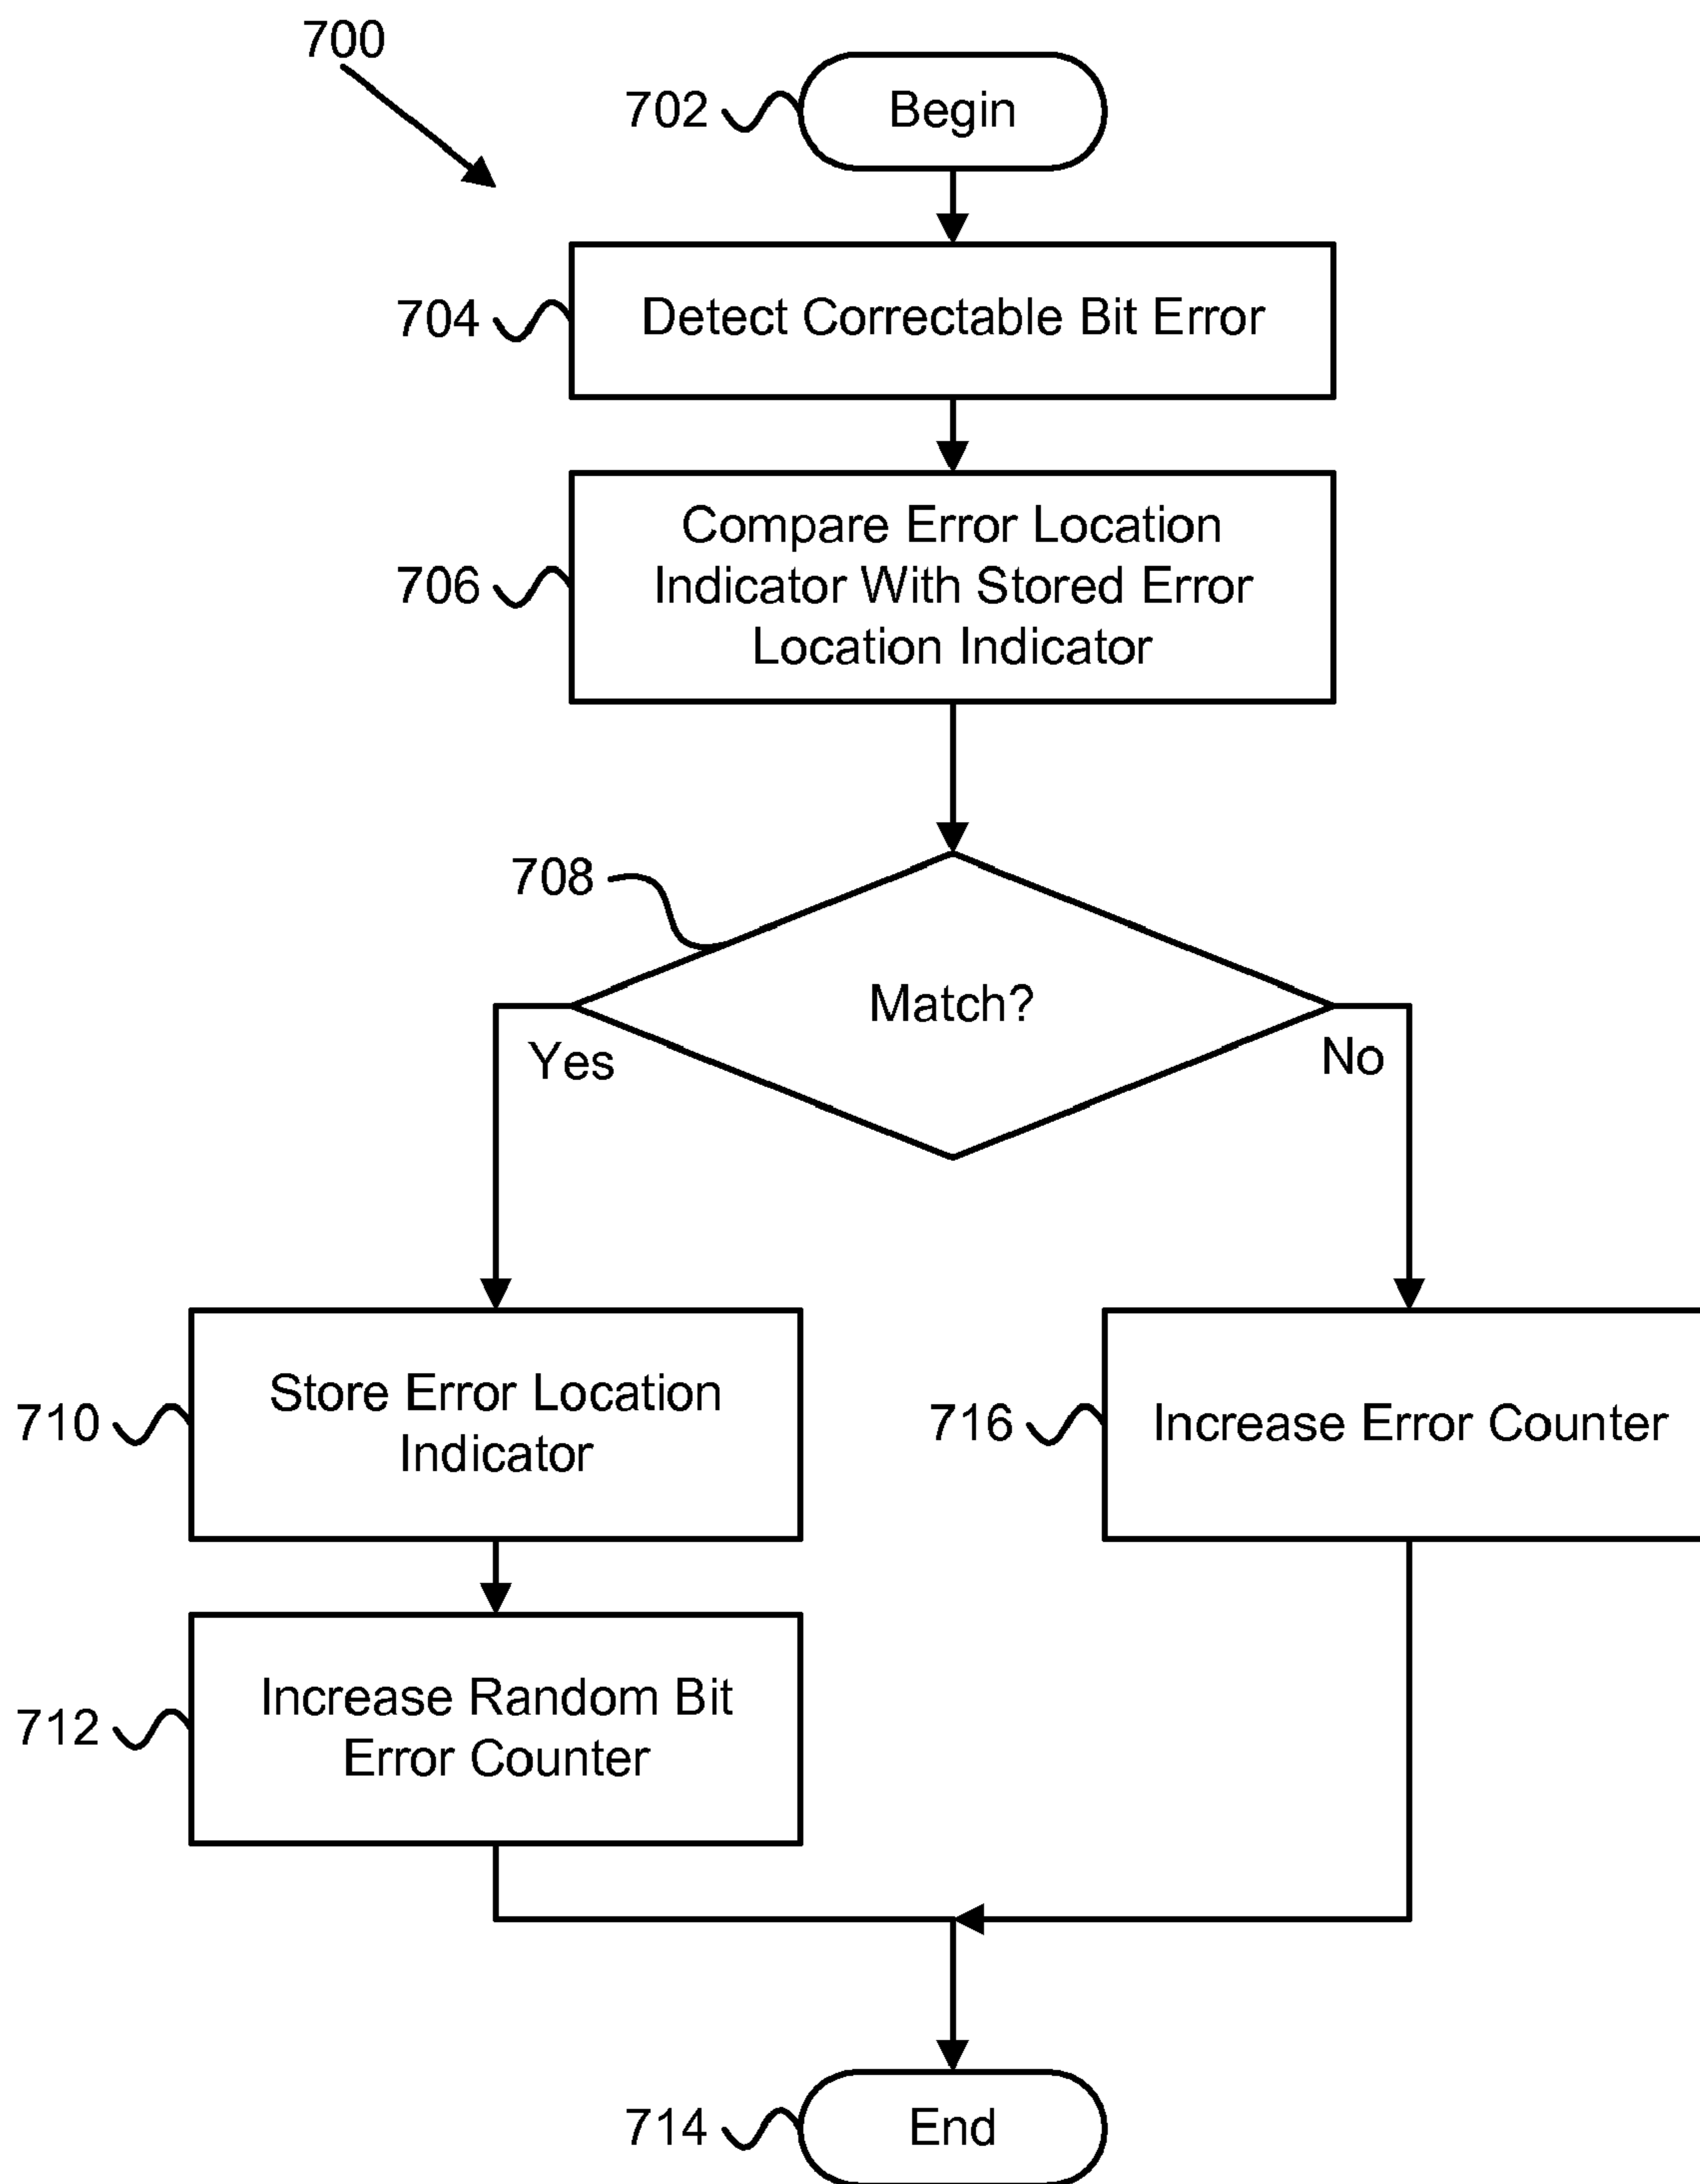 700
702
Begin
704
Detect Correctable Bit Error
Compare Error Location
706
Indicator With Stored Error
Location Indicator
708
Match?
Yes
No
Store Error Location
710
Indicator
716
Increase Error Counter
Increase Random Bit
712
Error Counter
714
End